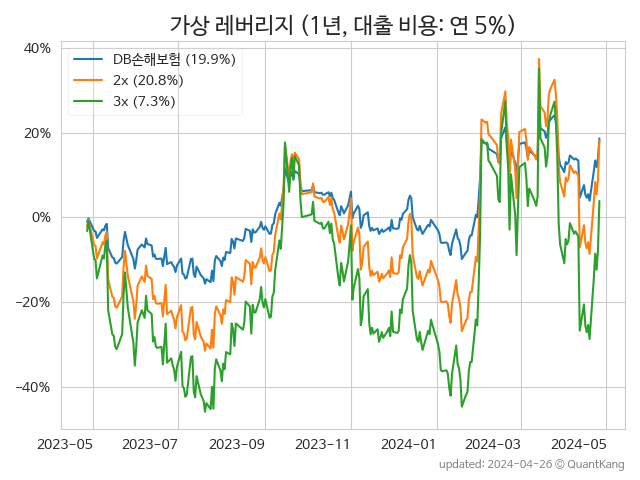 가상 레버리지 (1년, 대출 비용: 연 5%)
DB손해보험 (19.9%)
2x (20.8%)
3x (7.3%)
40%
20%
0%
−20%
−40%
2023-05 2023-07 2023-09 2023-11 2024-01 2024-03 2024-05
updated: 2024-04-26 © QuantKang